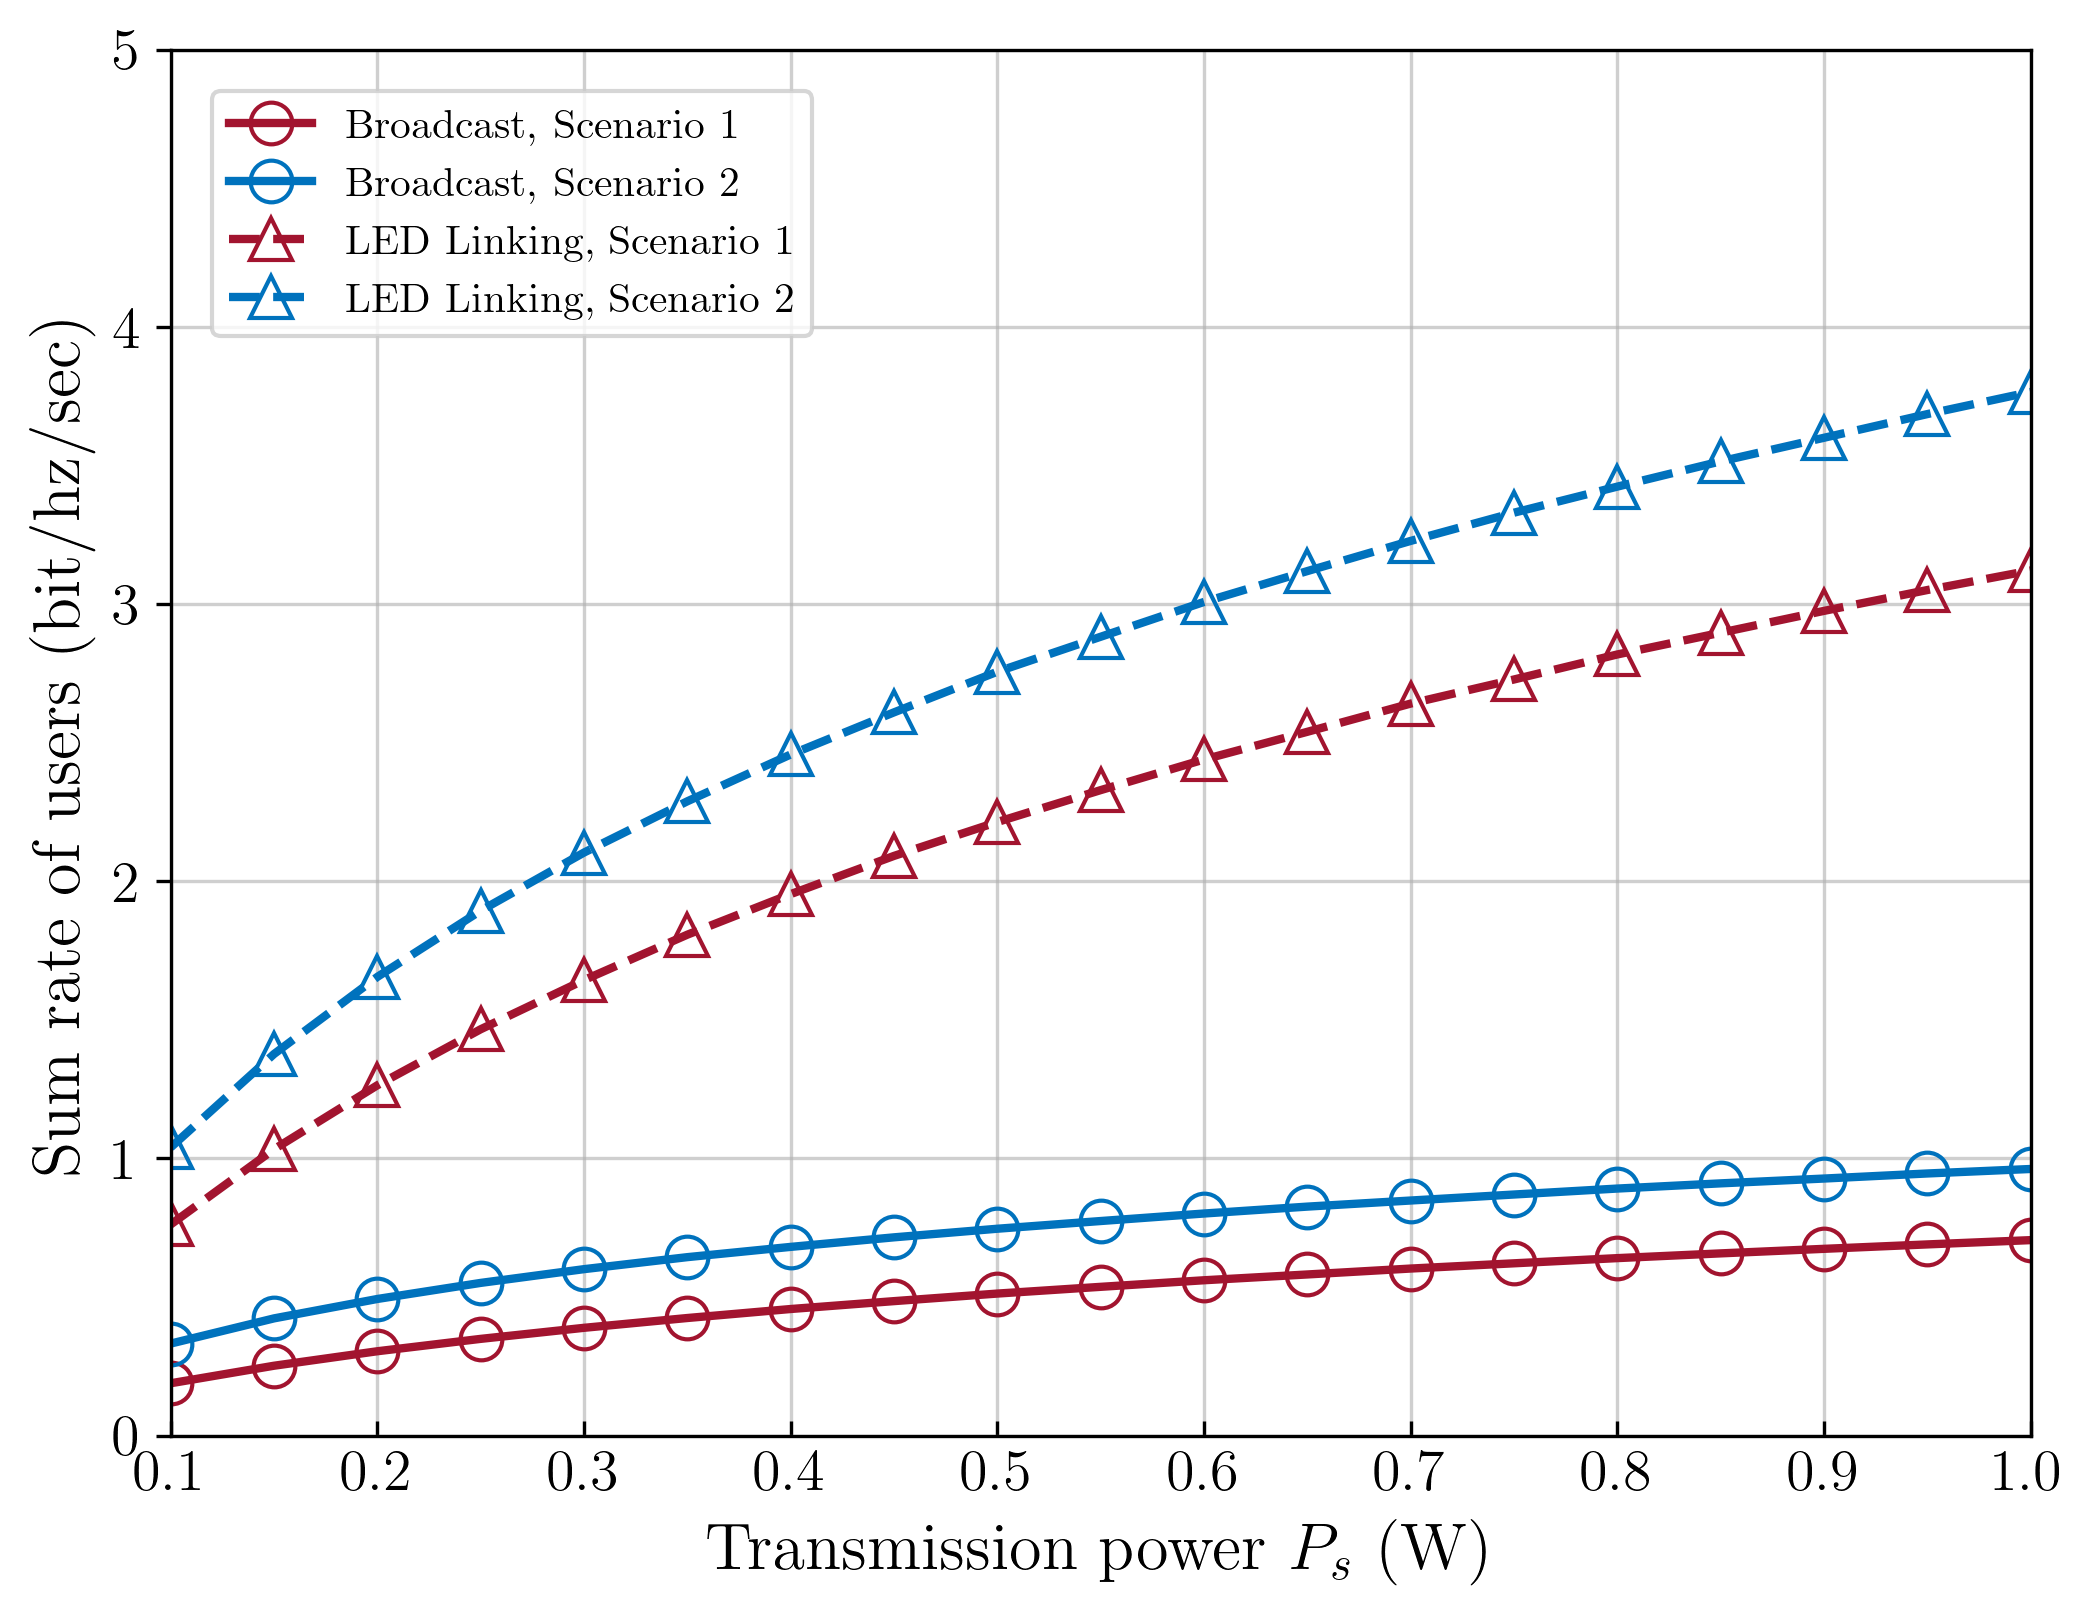 Sum rate of users (bit/hz/sec)
5
4
3
2
1
0
Broadcast, Scenario 1
Broadcast, Scenario 2
LED Linking, Scenario 1
LED Linking, Scenario 2
0.1 0.2 0.3 0.4 0.5 0.6 0.7 0.8 0.9 1.0
Transmission power P_s (W)